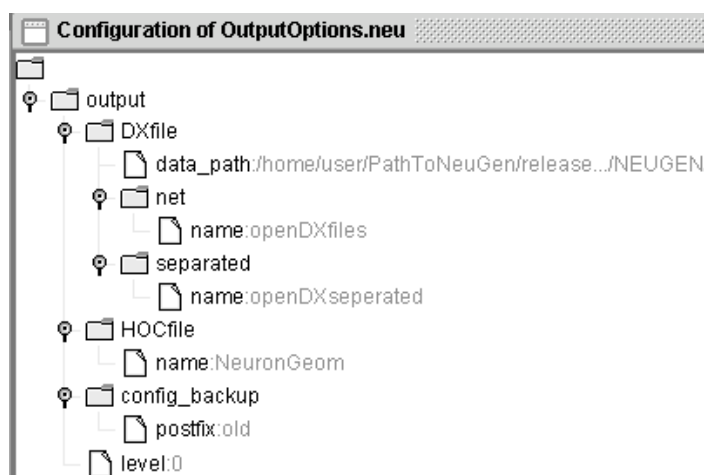 Configuration of OutputOptions.neu
output
DXfile
data_path:/home/user/PathToNeuGen/release.../NEUGEN
net
name:openDXfiles
separated
name:openDXseperated
HOCfile
name:NeuronGeom
config_backup
postfix:old
level:0